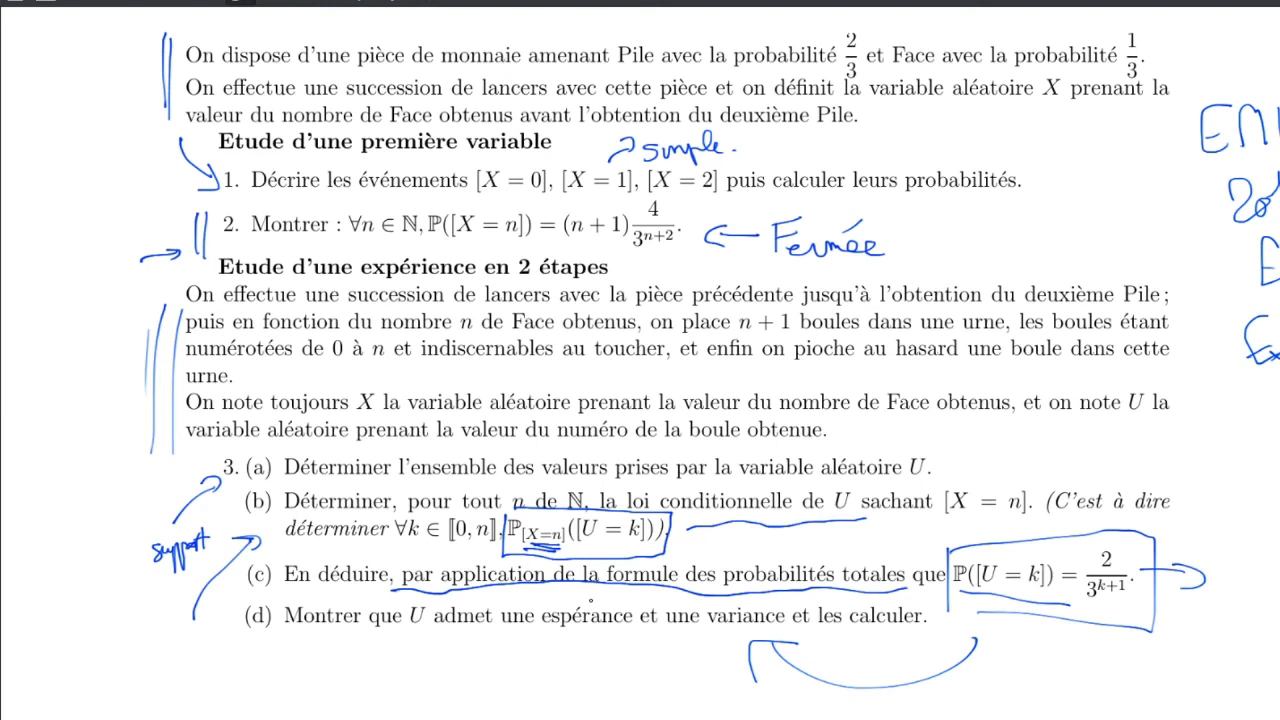 On dispose d'une pièce de monnaie amenant Pile avec la probabilité 2/3 et Face avec la probabilité 1/3.
On effectue une succession de lancers avec cette pièce et on définit la variable aléatoire X prenant la
valeur du nombre de Face obtenus avant l'obtention du deuxième Pile.
Etude d'une première variable
simple.
1. Décrire les événements [X = 0], [X = 1], [X = 2] puis calculer leurs probabilités.
2. Montrer : ∀n ∈ ℕ, ℙ([X = n]) = (n + 1) 4/3ⁿ⁺².
Fermée
Etude d'une expérience en 2 étapes
On effectue une succession de lancers avec la pièce précédente jusqu'à l'obtention du deuxième Pile ;
puis en fonction du nombre n de Face obtenus, on place n + 1 boules dans une urne, les boules étant
numérotées de 0 à n et indiscernables au toucher, et enfin on pioche au hasard une boule dans cette
urne.
On note toujours X la variable aléatoire prenant la valeur du nombre de Face obtenus, et on note U la
variable aléatoire prenant la valeur du numéro de la boule obtenue.
3. (a) Déterminer l'ensemble des valeurs prises par la variable aléatoire U.
(b) Déterminer, pour tout n de ℕ, la loi conditionnelle de U sachant [X = n]. (C'est à dire
déterminer ∀k ∈ ⟦0, n⟧, ℙ[X=n]([U = k])).
support
(c) En déduire, par application de la formule des probabilités totales que ℙ([U = k]) = 2/3ᵏ⁺¹.
(d) Montrer que U admet une espérance et une variance et les calculer.